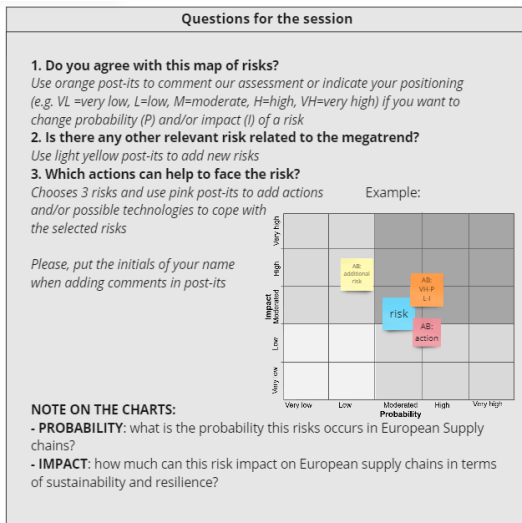 Questions for the session
1. Do you agree with this map of risks?
Use orange post-its to comment our assessment or indicate your positioning
(e.g. VL =very low, L=low, M=moderate, H=high, VH=very high) if you want to
change probability (P) and/or impact (I) of a risk
2. Is there any other relevant risk related to the megatrend?
Use light yellow post-its to add new risks
3. Which actions can help to face the risk?
Chooses 3 risks and use pink post-its to add actions
and/or possible technologies to cope with
the selected risks
Please, put the initials of your name
when adding comments in post-its
Example:
Very high
High
Moderated
Low
Very low
Impact
AB:
additional
risk
AB:
VH-P
L-I
risk
AB:
action
Very low
Low
Moderated
High
Very high
Probability
NOTE ON THE CHARTS:
- PROBABILITY: what is the probability this risks occurs in European Supply
chains?
- IMPACT: how much can this risk impact on European supply chains in terms
of sustainability and resilience?